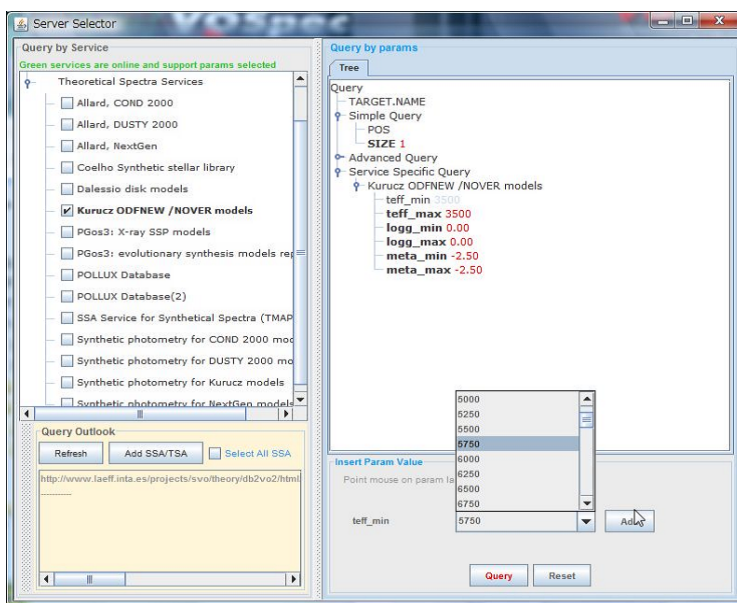 Server Selector
VOSpec
Query by Service
Green services are online and support params selected
Theoretical Spectra Services
Allard, COND 2000
Allard, DUSTY 2000
Allard, NextGen
Coelho Synthetic stellar library
Dalessio disk models
Kurucz ODFNEW /NOVER models
PGos3: X-ray SSP models
PGos3: evolutionary synthesis models rep
POLLUX Database
POLLUX Database(2)
SSA Service for Synthetical Spectra (TMAP
Synthetic photometry for COND 2000 mod
Synthetic photometry for DUSTY 2000 mo
Synthetic photometry for Kurucz models
Synthetic photometry for NextGen models
Query Outlook
Refresh
Add SSA/TSA
Select All SSA
http://www.laeff.inta.es/projects/svo/theory/db2vo2/html
----------
Query by params
Tree
Query
TARGET.NAME
Simple Query
POS
SIZE 1
Advanced Query
Service Specific Query
Kurucz ODFNEW /NOVER models
teff_min 3500
teff_max 3500
logg_min 0.00
logg_max 0.00
meta_min -2.50
meta_max -2.50
5000
5250
5500
5750
6000
6250
6500
6750
Insert Param Value
Point mouse on param la
teff_min
5750
Add
Query
Reset